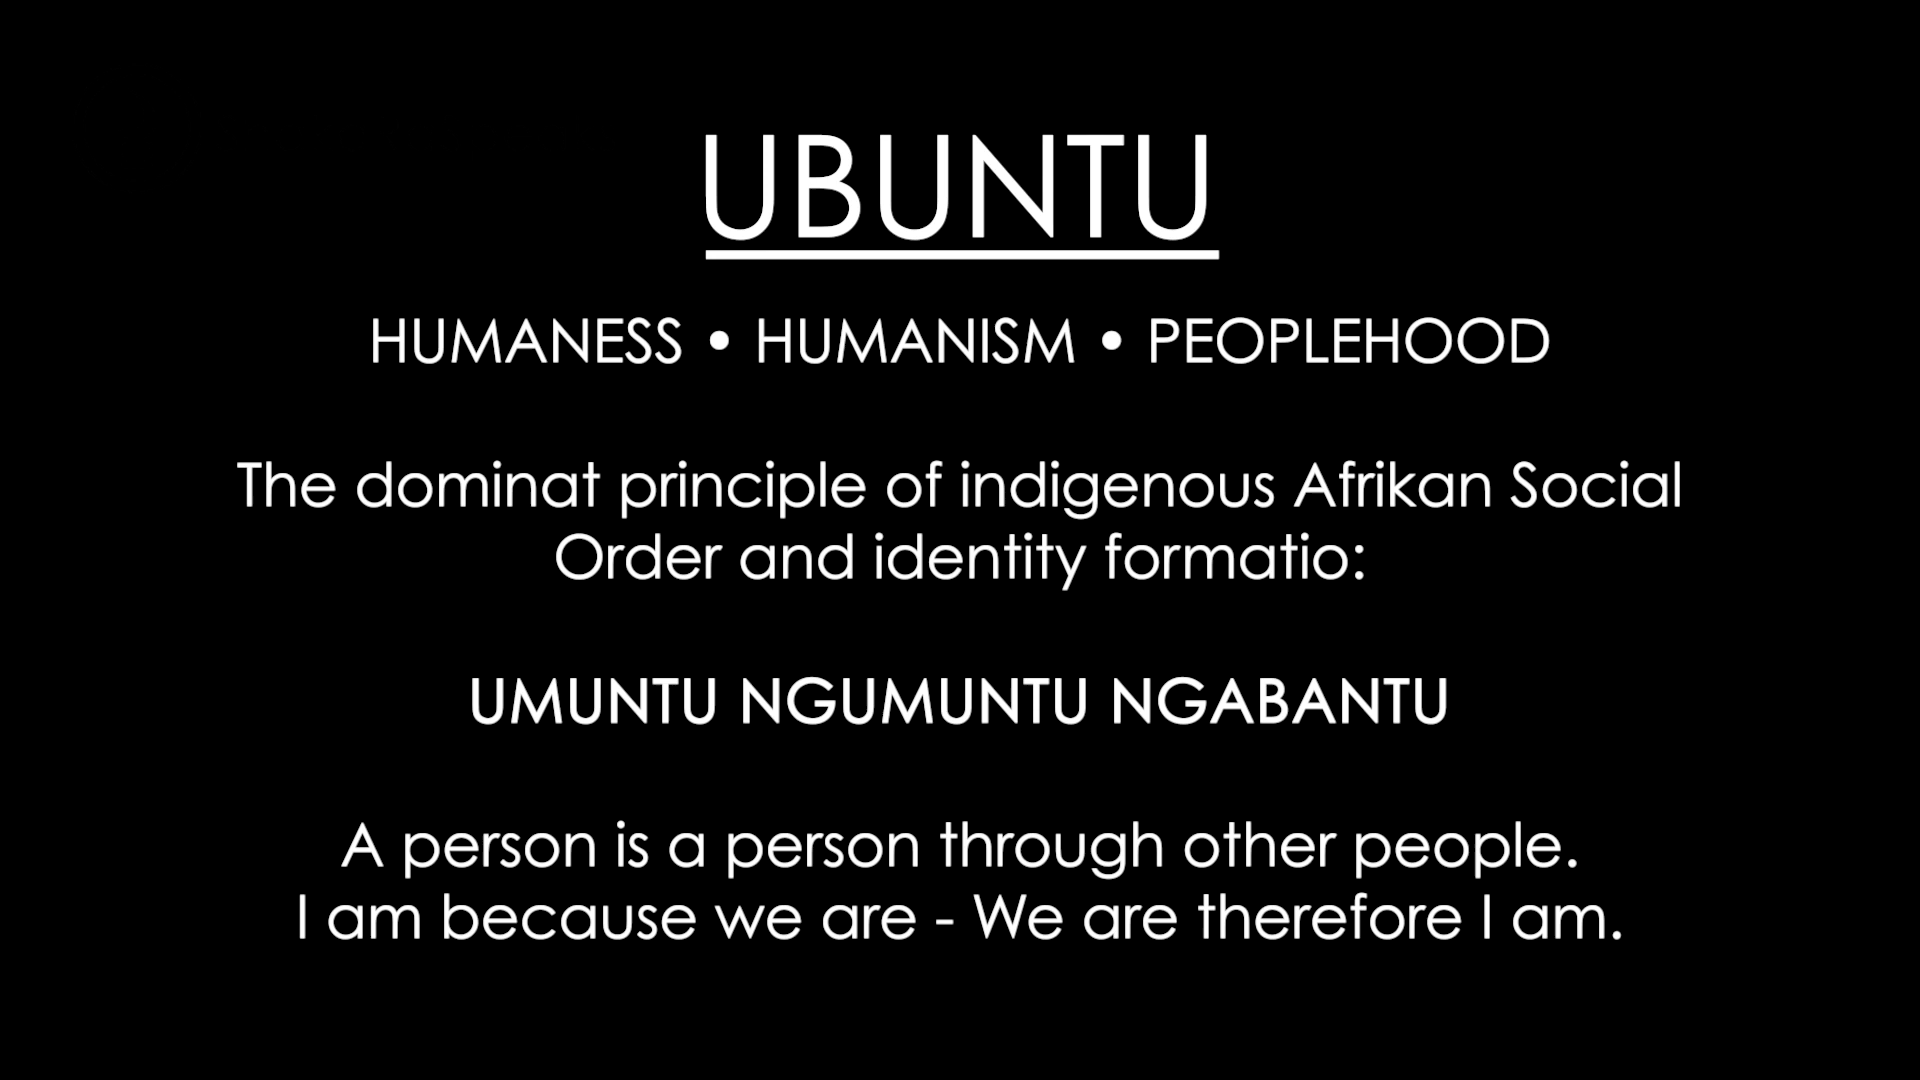 UBUNTU
HUMANESS • HUMANISM • PEOPLEHOOD
The dominat principle of indigenous Afrikan Social
Order and identity formatio:
UMUNTU NGUMUNTU NGABANTU
A person is a person through other people.
I am because we are - We are therefore I am.